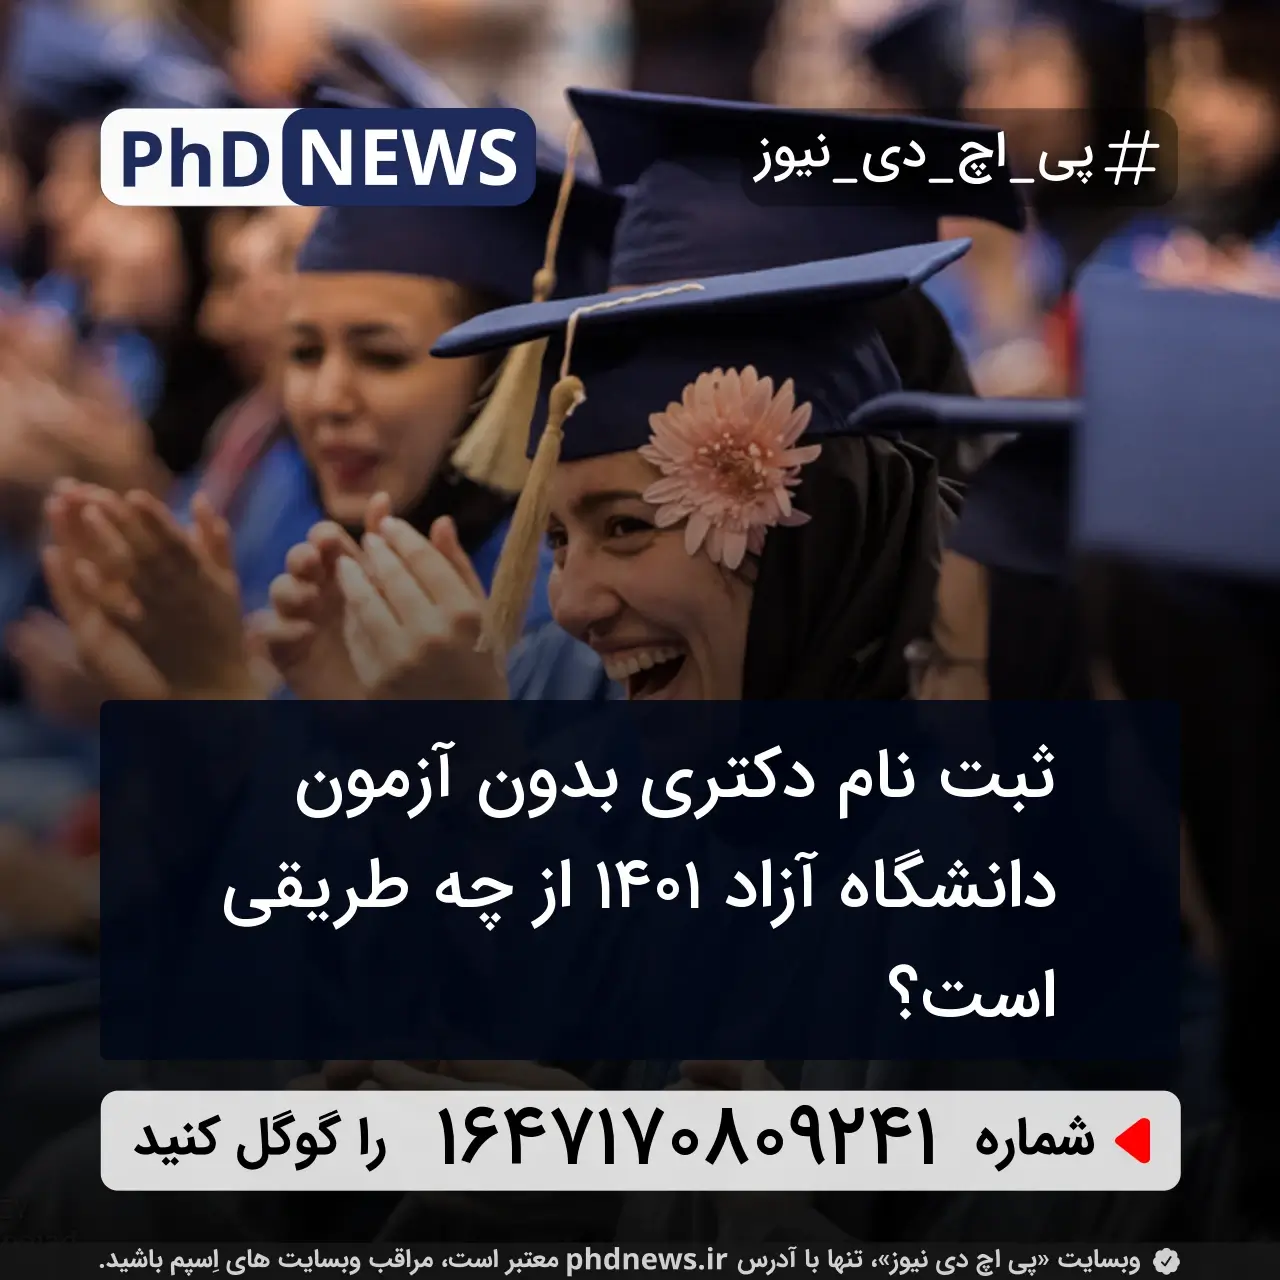 PhD NEWS
#پی_اچ_دی_نیوز
ثبت نام دکتری بدون آزمون
دانشگاه آزاد ۱۴۰۱ از چه طریقی
است؟
شماره ۱۶۴۷۱۷۰۸۰۹۲۴۱ را گوگل کنید
وبسایت «پی اچ دی نیوز»، تنها با آدرس phdnews.ir معتبر است، مراقب وبسایت های اِسپم باشید.